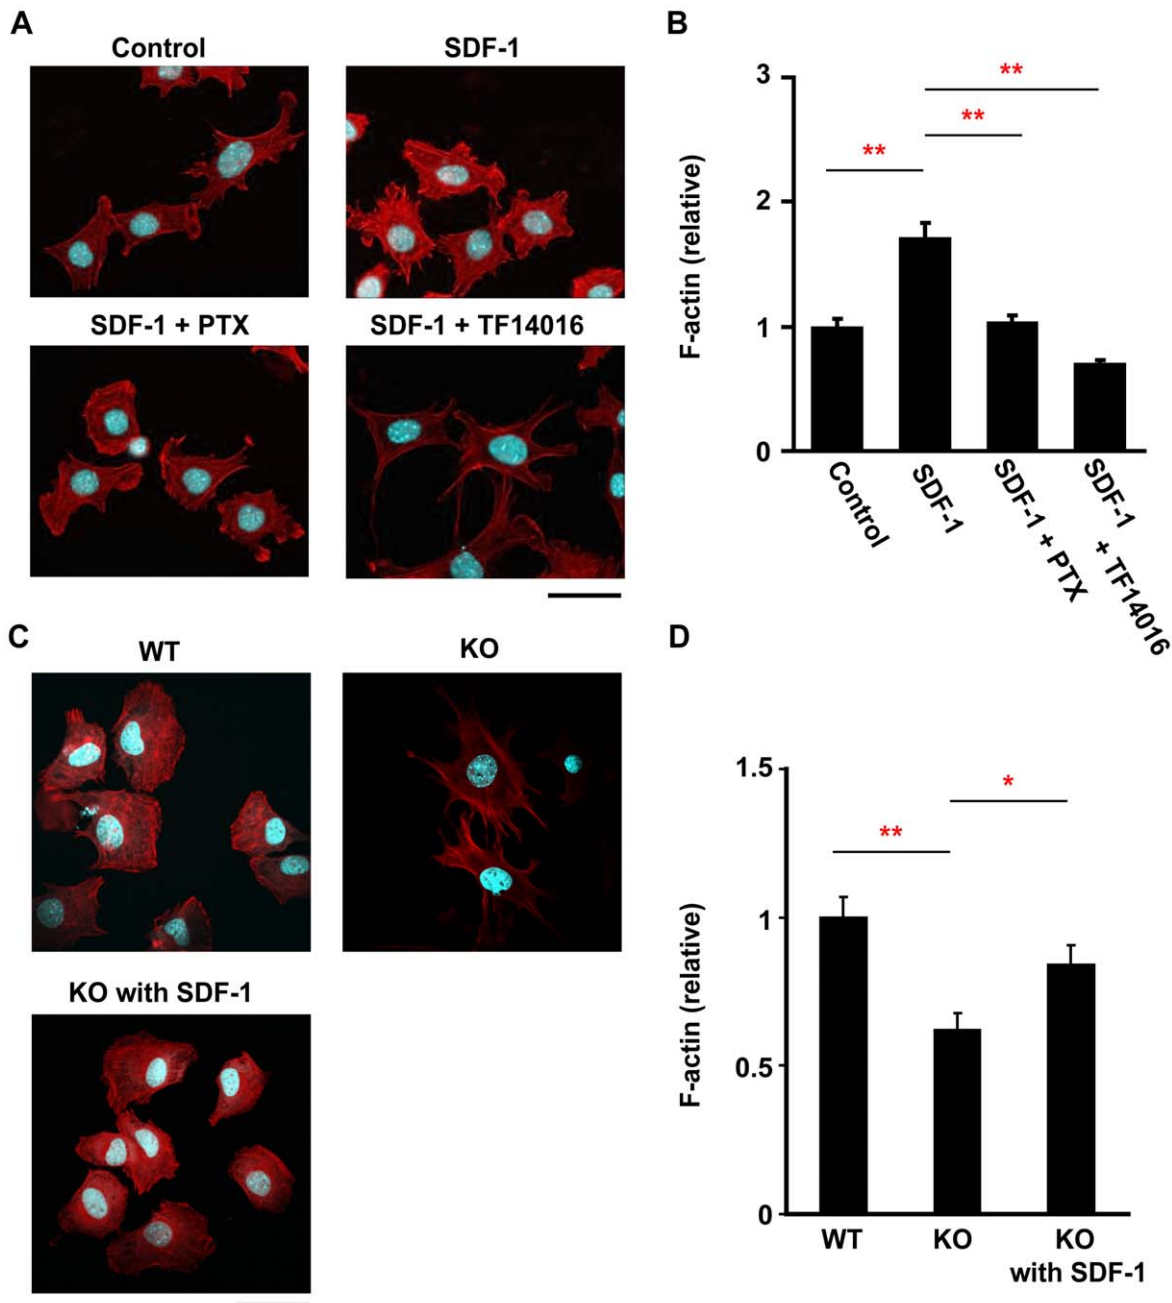 A
Control
SDF-1
SDF-1 + PTX
SDF-1 + TF14016
B
3
2
1
0
F-actin (relative)
**
**
**
Control
SDF-1
SDF-1 + PTX
SDF-1
+ TF14016
C
WT
KO
KO with SDF-1
D
1.5
1
0.5
0
F-actin (relative)
**
*
WT
KO
KO
with SDF-1